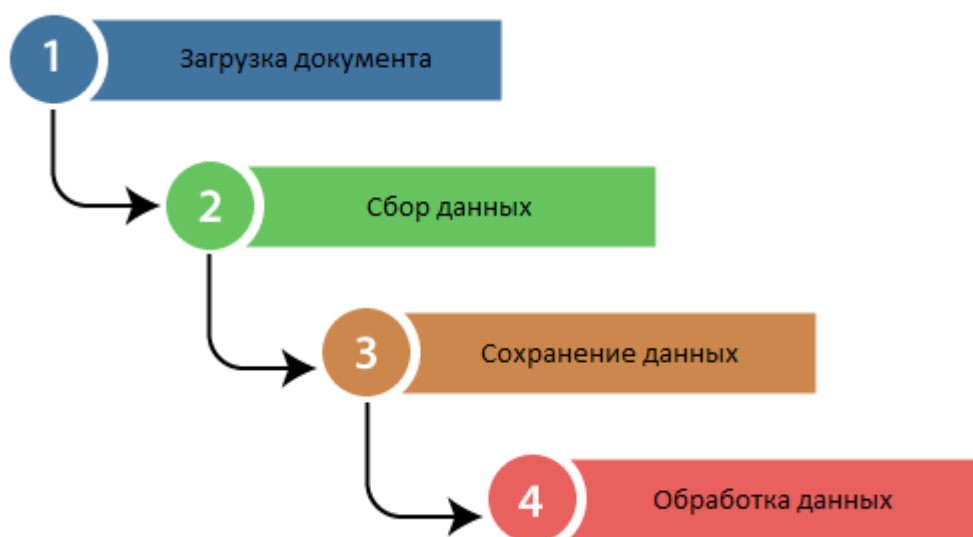 1 Загрузка документа
2 Сбор данных
3 Сохранение данных
4 Обработка данных